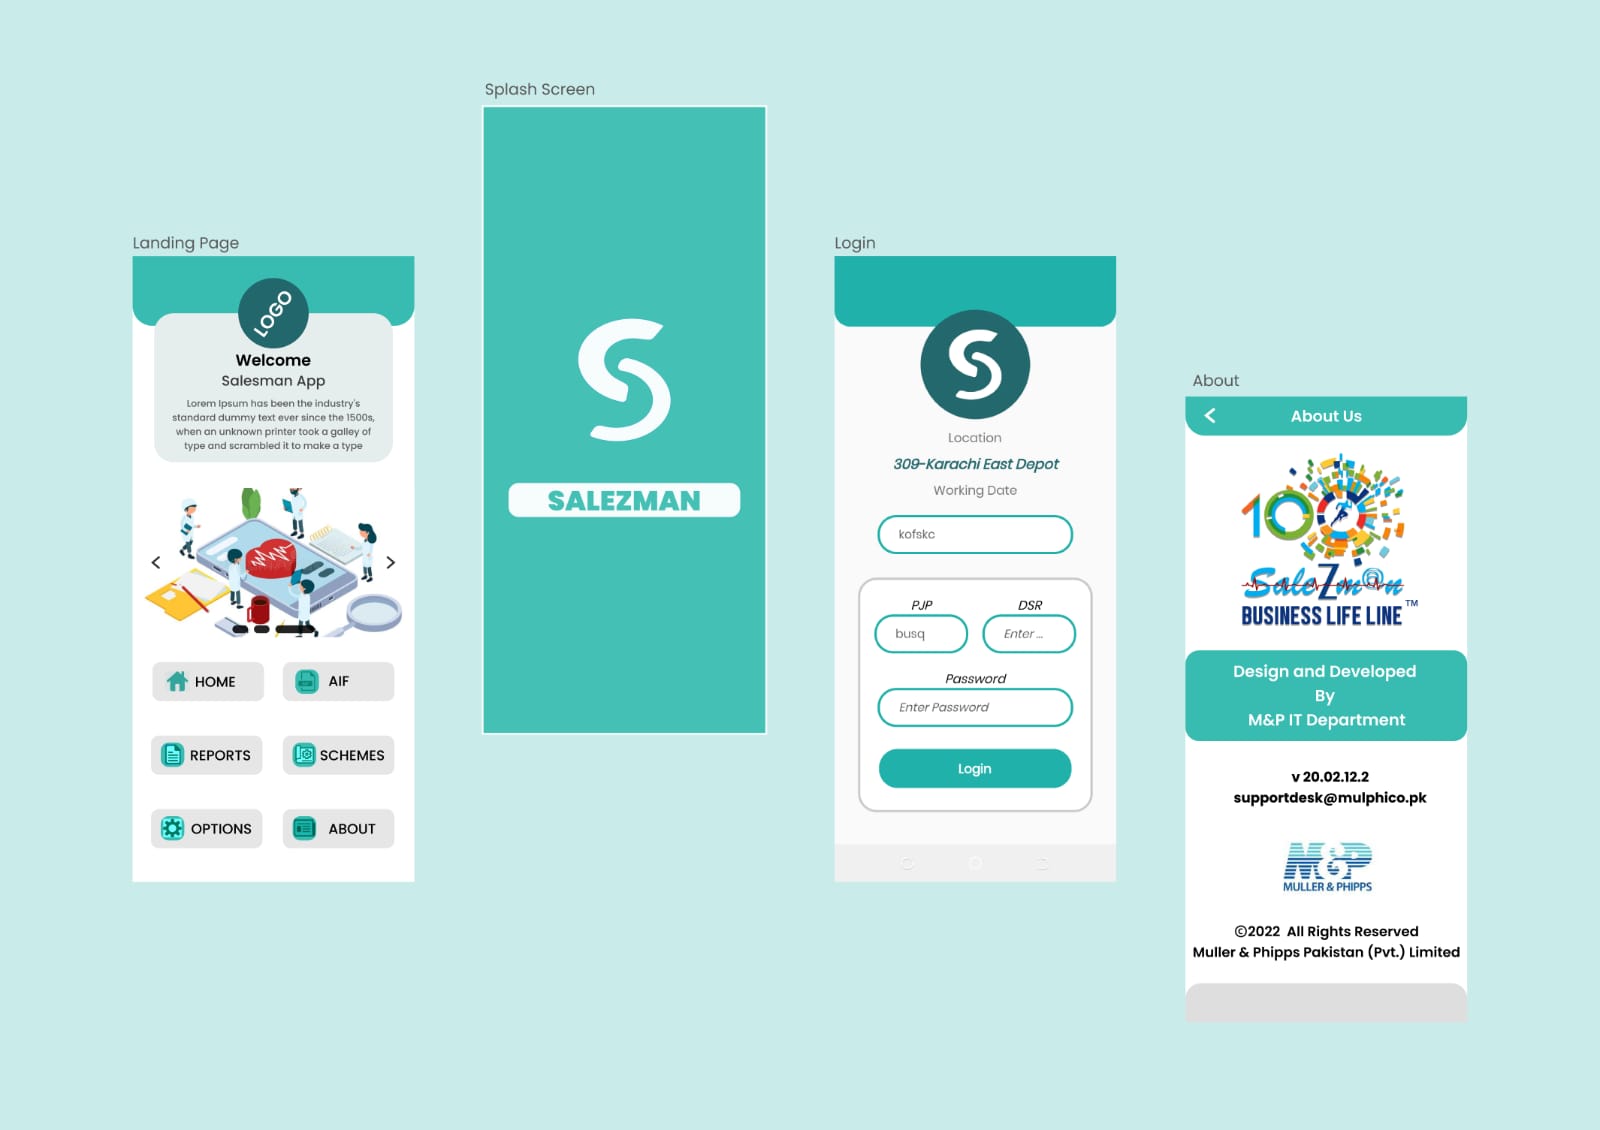 Landing Page
LOGO
Welcome
Salesman App
Lorem Ipsum has been the industry's
standard dummy text ever since the 1500s,
when an unknown printer took a galley of
type and scrambled it to make a type
HOME
AIF
REPORTS
SCHEMES
OPTIONS
ABOUT
Splash Screen
S
SALEZMAN
Login
S
Location
309-Karachi East Depot
Working Date
kofskc
PJP
DSR
busq
Enter ...
Password
Enter Password
Login
About
About Us
100
SaleZm@n
BUSINESS LIFE LINE™
Design and Developed
By
M&P IT Department
v 20.02.12.2
supportdesk@mulphico.pk
M&P
MULLER & PHIPPS
©2022 All Rights Reserved
Muller & Phipps Pakistan (Pvt.) Limited